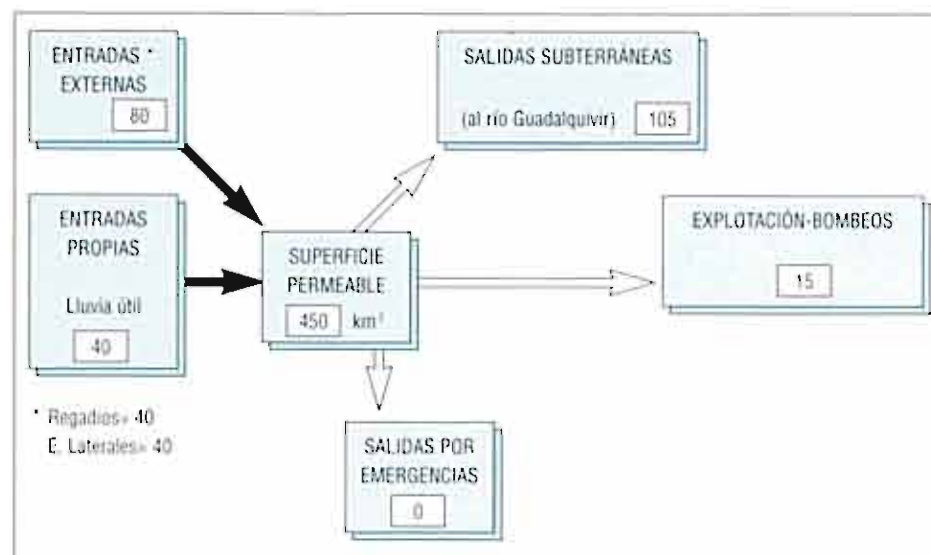 ENTRADAS *
EXTERNAS
80
SALIDAS SUBTERRÁNEAS
(al río Guadalquivir) 105
ENTRADAS
PROPIAS
Lluvia útil
40
SUPERFICIE
PERMEABLE
450 km²
EXPLOTACIÓN-BOMBEOS
15
* Regadíos= 40
E. Laterales= 40
SALIDAS POR
EMERGENCIAS
0